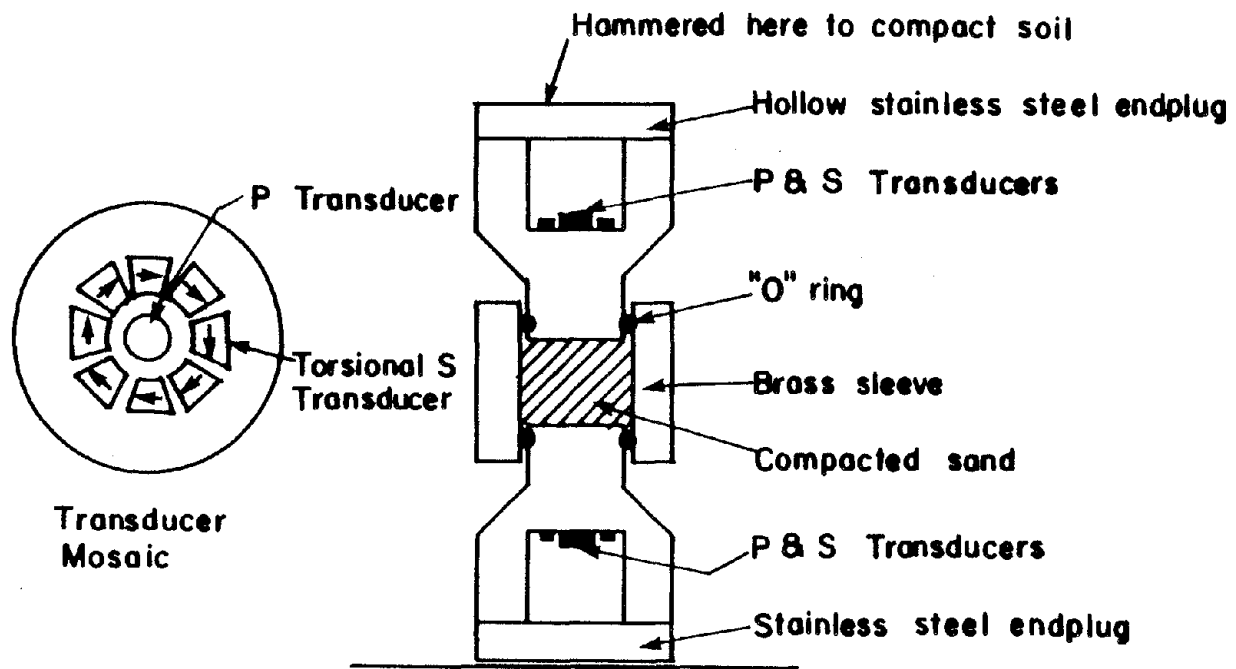 Hammered here to compact soil
Hollow stainless steel endplug
P & S Transducers
P Transducer
"O" ring
Torsional S
Transducer
Brass sleeve
Compacted sand
Transducer
Mosaic
P & S Transducers
Stainless steel endplug